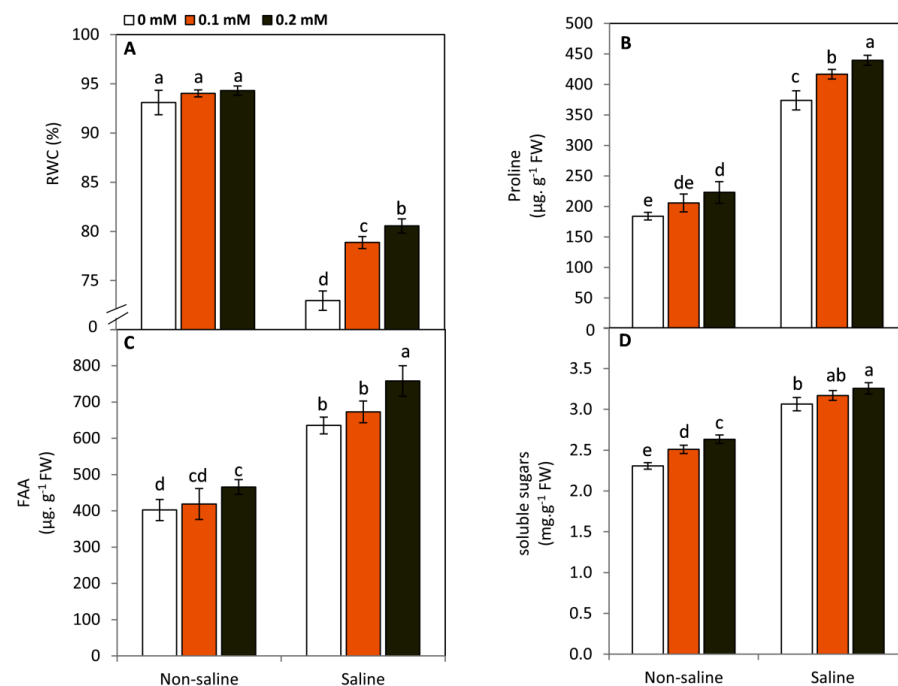 0 mM 0.1 mM 0.2 mM
A
100
95
90
85
80
75
0
RWC (%)
a a a
d c b
B
500
450
400
350
300
250
200
150
100
50
0
Proline
(µg. g-1 FW)
e de d
c b a
C
800
700
600
500
400
300
200
100
0
FAA
(µg. g-1 FW)
d cd c
b b a
Non-saline Saline
D
3.5
3.0
2.5
2.0
1.5
1.0
0.5
0.0
soluble sugars
(mg.g-1 FW)
e d c
b ab a
Non-saline Saline